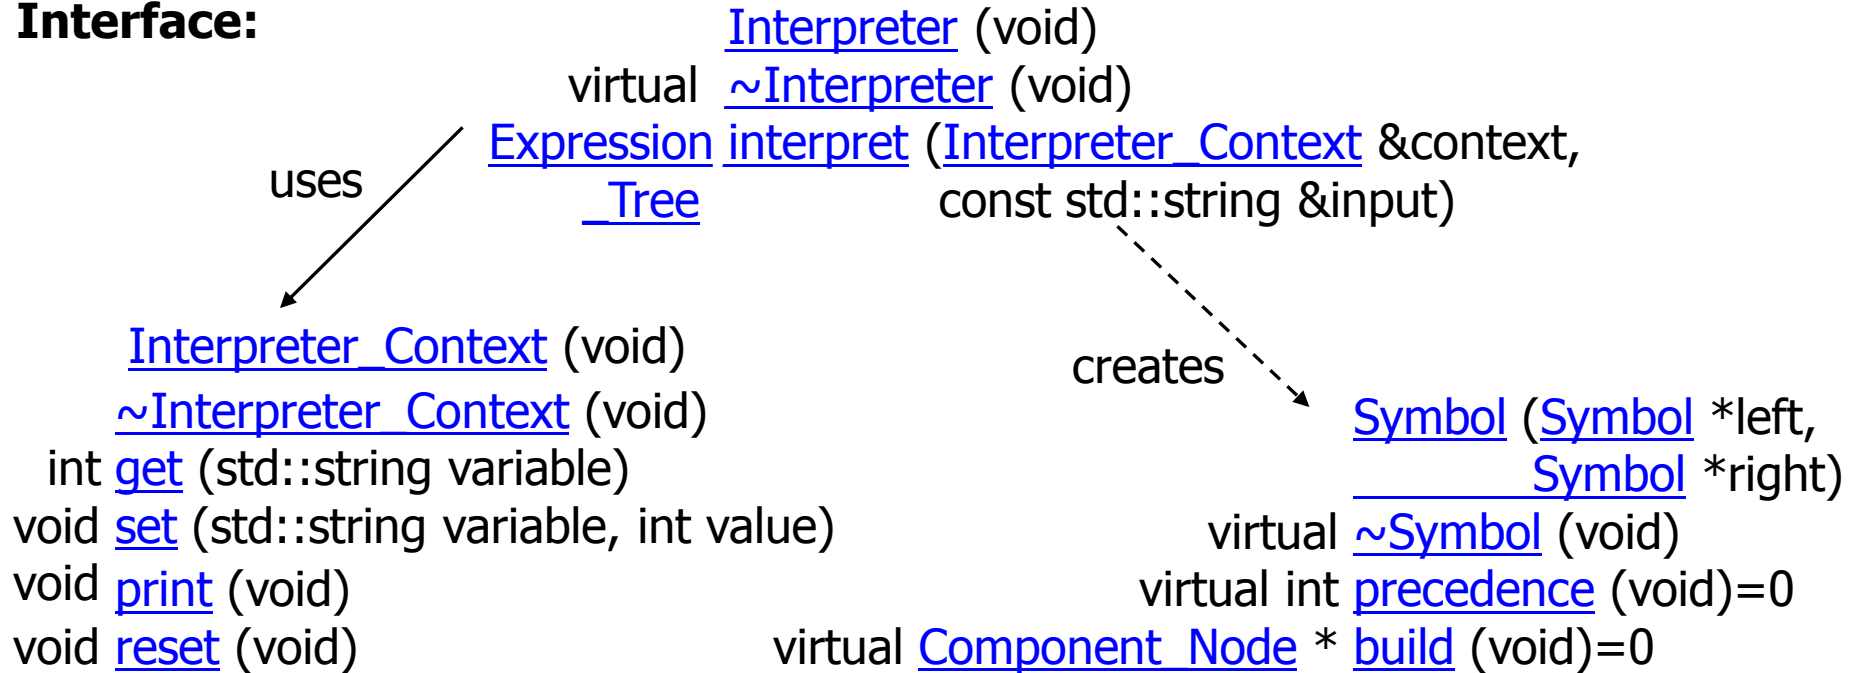 Interface:
Interpreter (void)
virtual ~Interpreter (void)
Expression interpret (Interpreter_Context &context,
_Tree const std::string &input)
uses
creates
Interpreter_Context (void)
~Interpreter_Context (void)
int get (std::string variable)
void set (std::string variable, int value)
void print (void)
void reset (void)
Symbol (Symbol *left,
Symbol *right)
virtual ~Symbol (void)
virtual int precedence (void)=0
virtual Component_Node * build (void)=0